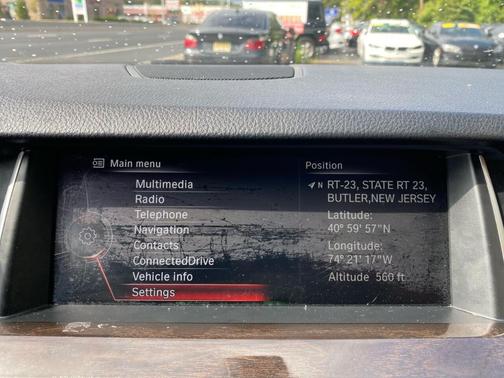 Main menu
Multimedia
Radio
Telephone
Navigation
Contacts
ConnectedDrive
Vehicle info
Settings
Position
N RT-23, STATE RT 23,
BUTLER,NEW JERSEY
Latitude:
40° 59' 57"N
Longitude:
74° 21' 17"W
Altitude 560 ft